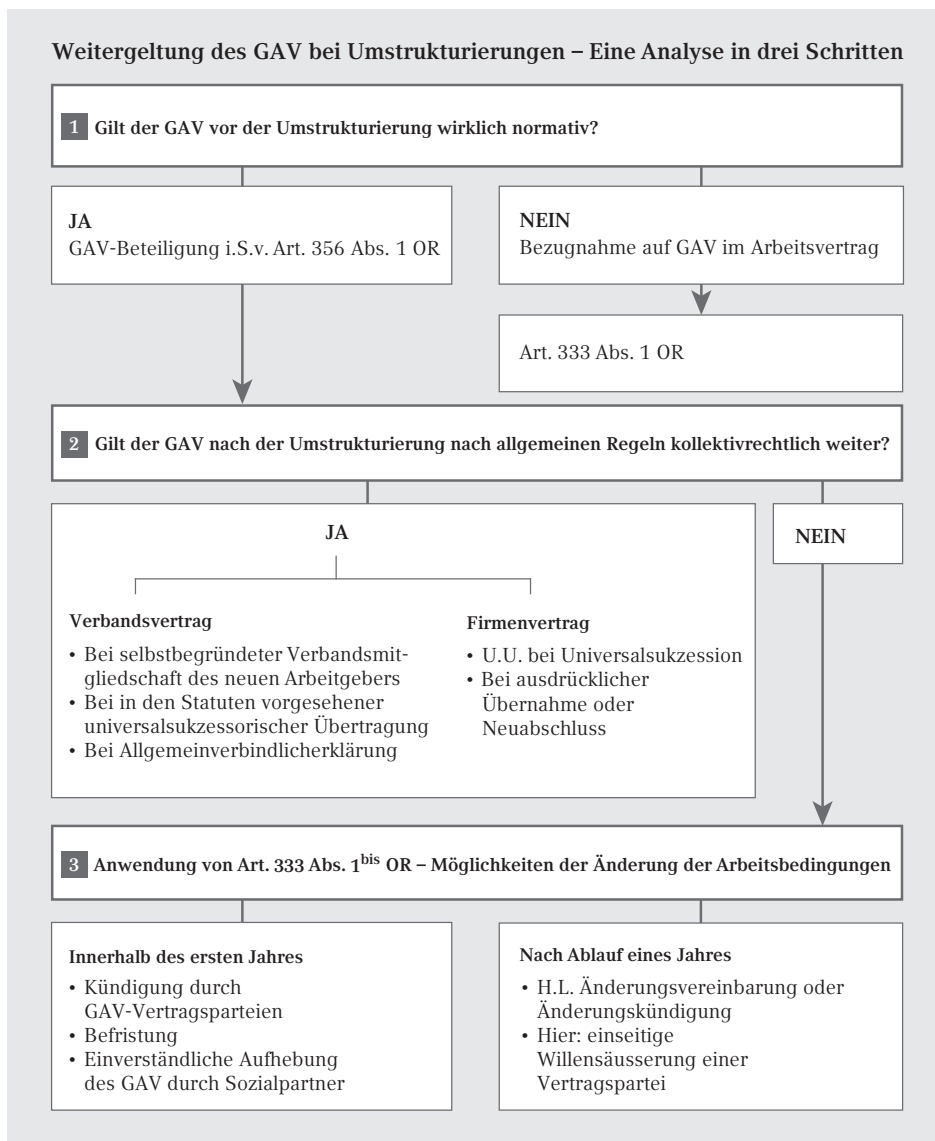 Weitergeltung des GAV bei Umstrukturierungen – Eine Analyse in drei Schritten
1 Gilt der GAV vor der Umstrukturierung wirklich normativ?
JA
GAV-Beteiligung i.S.v. Art. 356 Abs. 1 OR
NEIN
Bezugnahme auf GAV im Arbeitsvertrag
Art. 333 Abs. 1 OR
2 Gilt der GAV nach der Umstrukturierung nach allgemeinen Regeln kollektivrechtlich weiter?
JA
Verbandsvertrag
• Bei selbstbegründeter Verbandsmit-
gliedschaft des neuen Arbeitgebers
• Bei in den Statuten vorgesehener
universalsukzessorischer Übertragung
• Bei Allgemeinverbindlicherklärung
Firmenvertrag
• U.U. bei Universalsukzession
• Bei ausdrücklicher
Übernahme oder
Neuabschluss
NEIN
3 Anwendung von Art. 333 Abs. 1bis OR – Möglichkeiten der Änderung der Arbeitsbedingungen
Innerhalb des ersten Jahres
• Kündigung durch
GAV-Vertragsparteien
• Befristung
• Einverständliche Aufhebung
des GAV durch Sozialpartner
Nach Ablauf eines Jahres
• H.L. Änderungsvereinbarung oder
Änderungskündigung
• Hier: einseitige
Willensäusserung einer
Vertragspartei